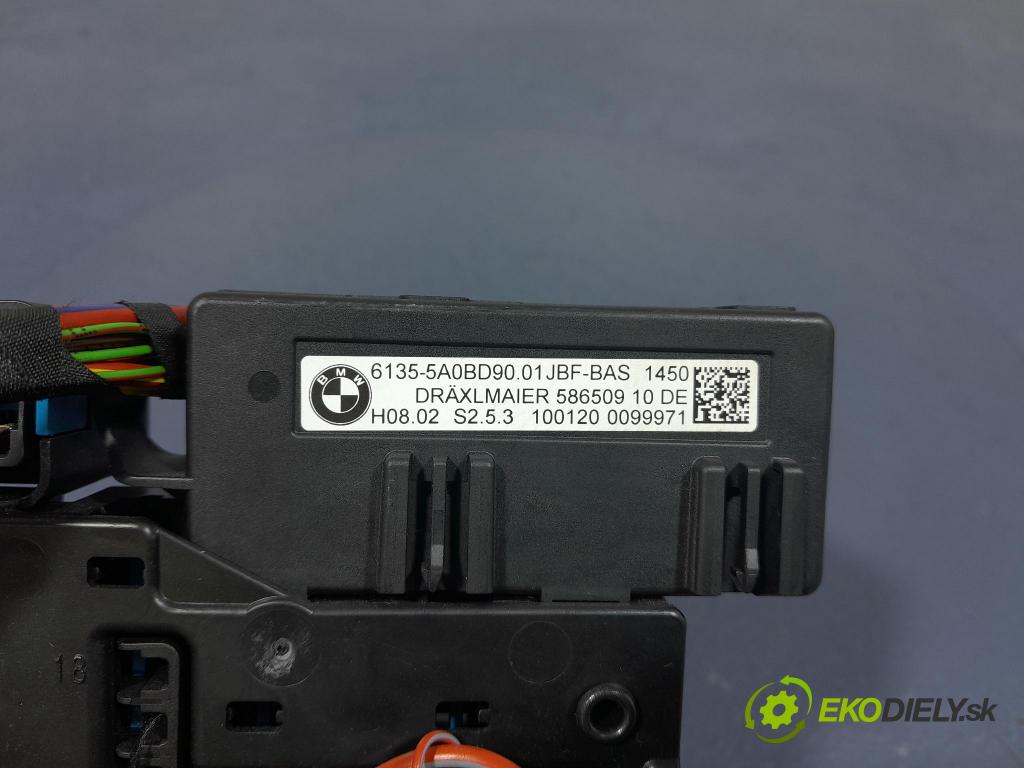 BMW
6135-5A0BD90.01JBF-BAS 1450
DRÄXLMAIER 586509 10 DE
H08.02 S2.5.3 100120 0099971
18
EKODIELY.sk